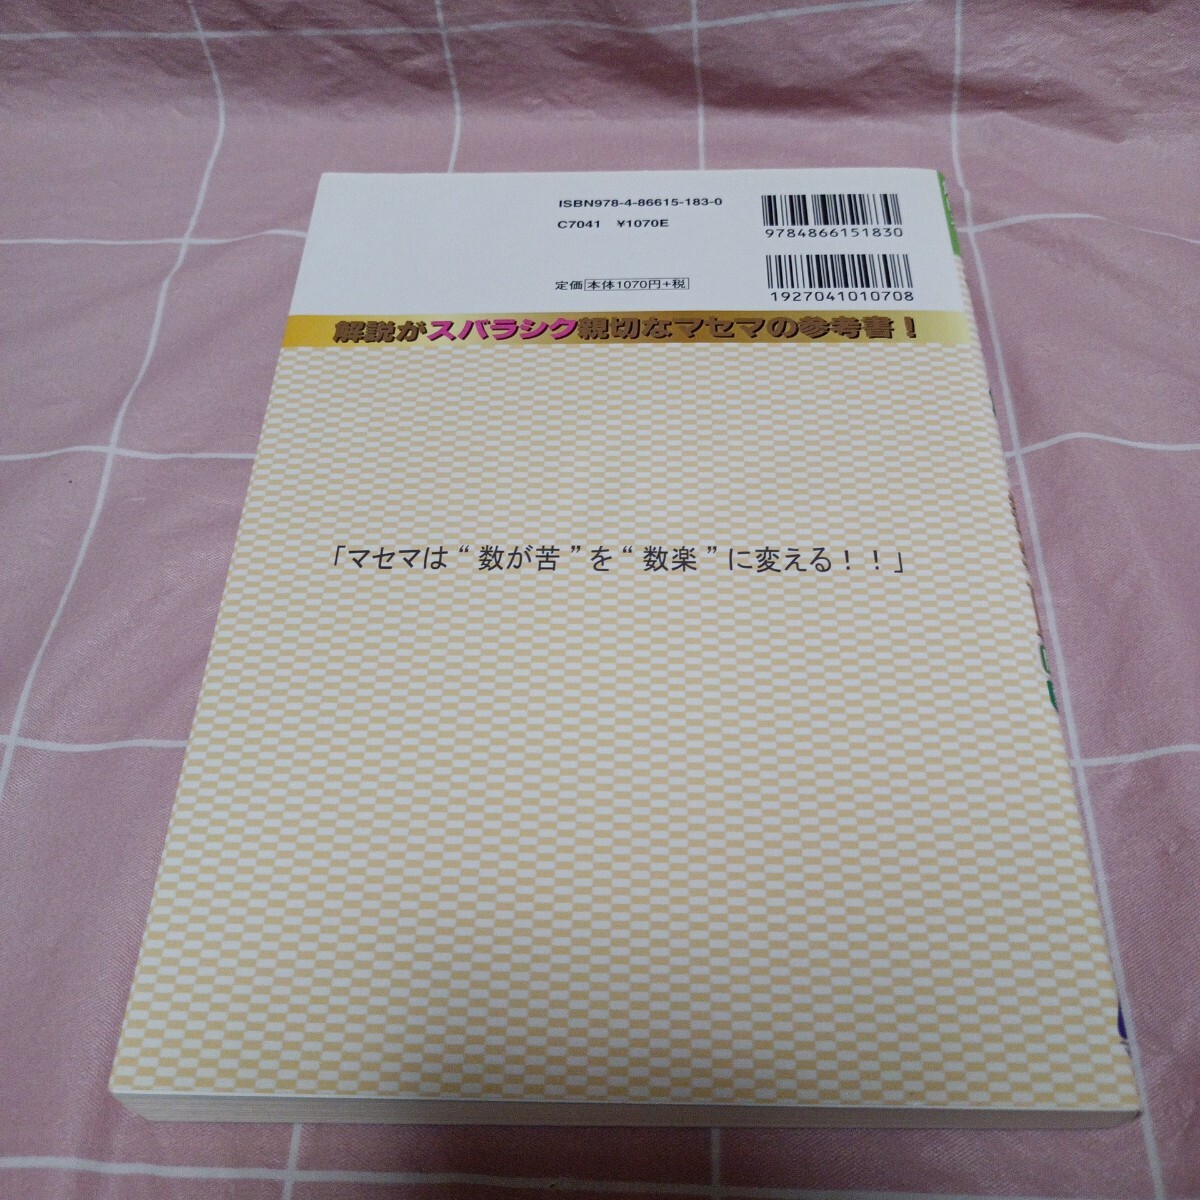 ISBN978-4-86615-183-0
C7041 ¥1070E
9784866151830
定価 本体1070円+税
1927041010708
解説がスバラシク親切なマセマの参考書！
「マセマは“数が苦”を“数楽”に変える！！」